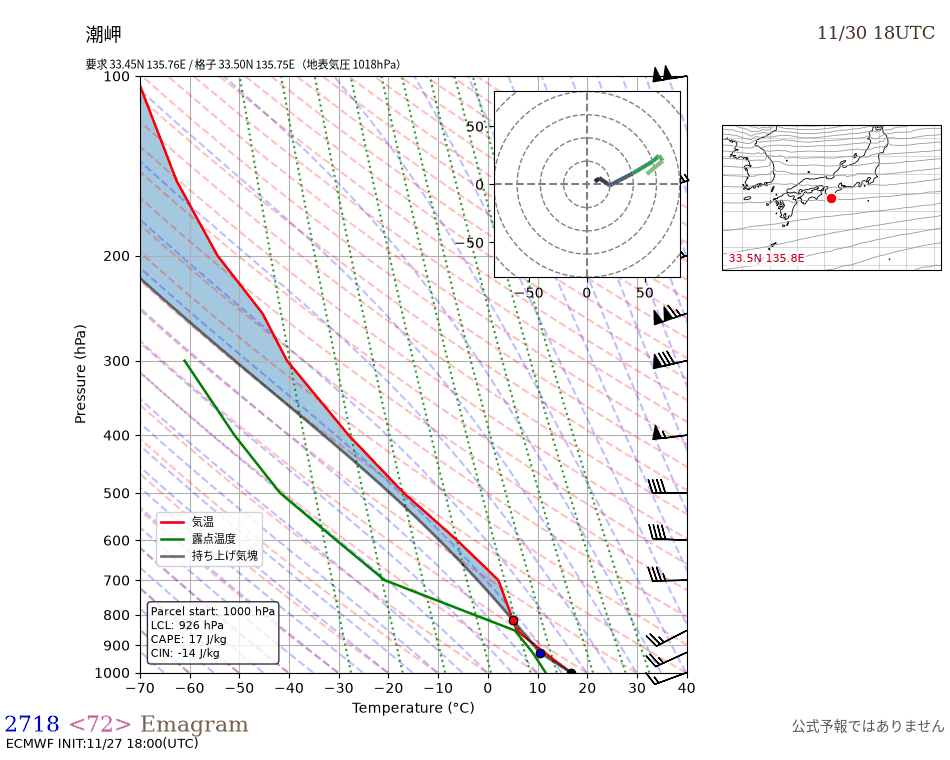 潮岬
11/30 18UTC
要求 33.45N 135.76E / 格子 33.50N 135.75E（地表気圧 1018hPa）
100
200
300
400
500
600
700
800
900
1000
Pressure (hPa)
50
0
−50
−50 0 50
33.5N 135.8E
気温
露点温度
持ち上げ気塊
Parcel start: 1000 hPa
LCL: 926 hPa
CAPE: 17 J/kg
CIN: -14 J/kg
−70 −60 −50 −40 −30 −20 −10 0 10 20 30 40
Temperature (°C)
2718 <72> Emagram
公式予報ではありません
ECMWF INIT:11/27 18:00(UTC)